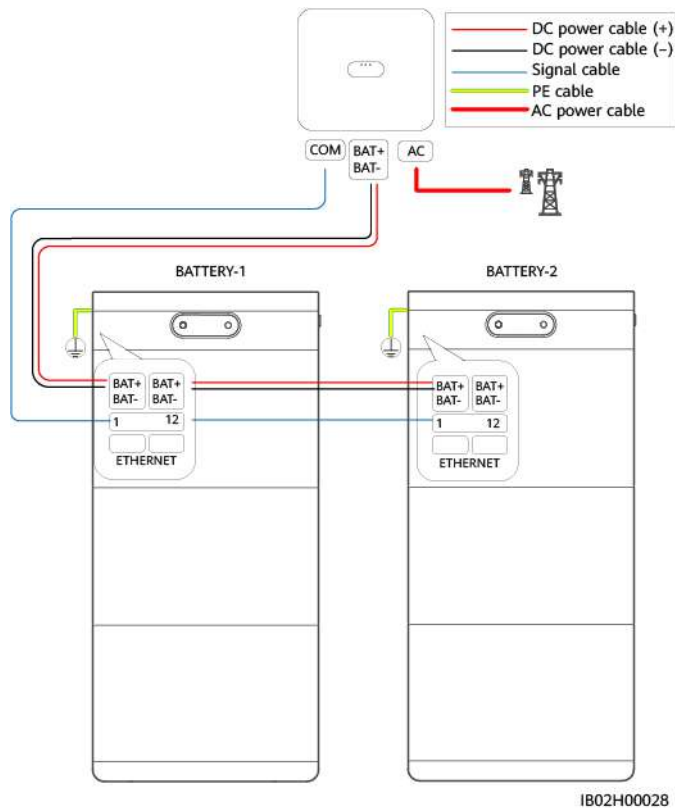 DC power cable (+)
DC power cable (−)
Signal cable
PE cable
AC power cable
COM
BAT+
BAT-
AC
BATTERY-1
BATTERY-2
BAT+ BAT+
BAT- BAT-
1 12
ETHERNET
BAT+ BAT+
BAT- BAT-
1 12
ETHERNET
IB02H00028